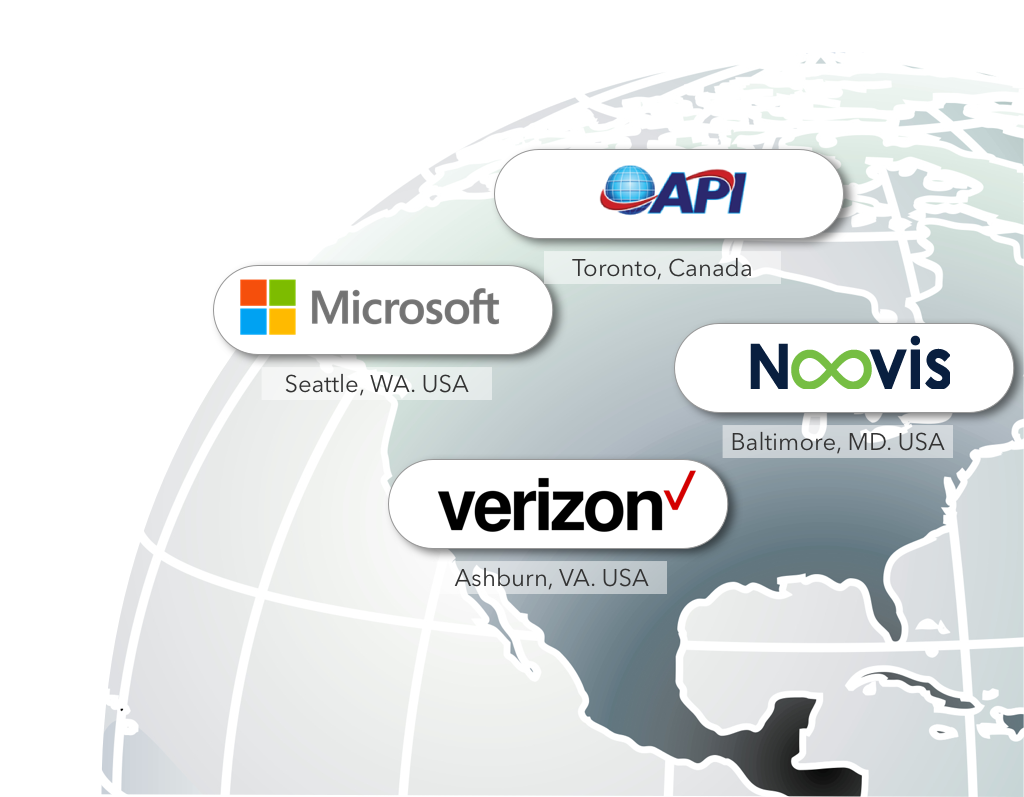 API
Toronto, Canada
Microsoft
Seattle, WA. USA
Noovis
Baltimore, MD. USA
verizon✓
Ashburn, VA. USA